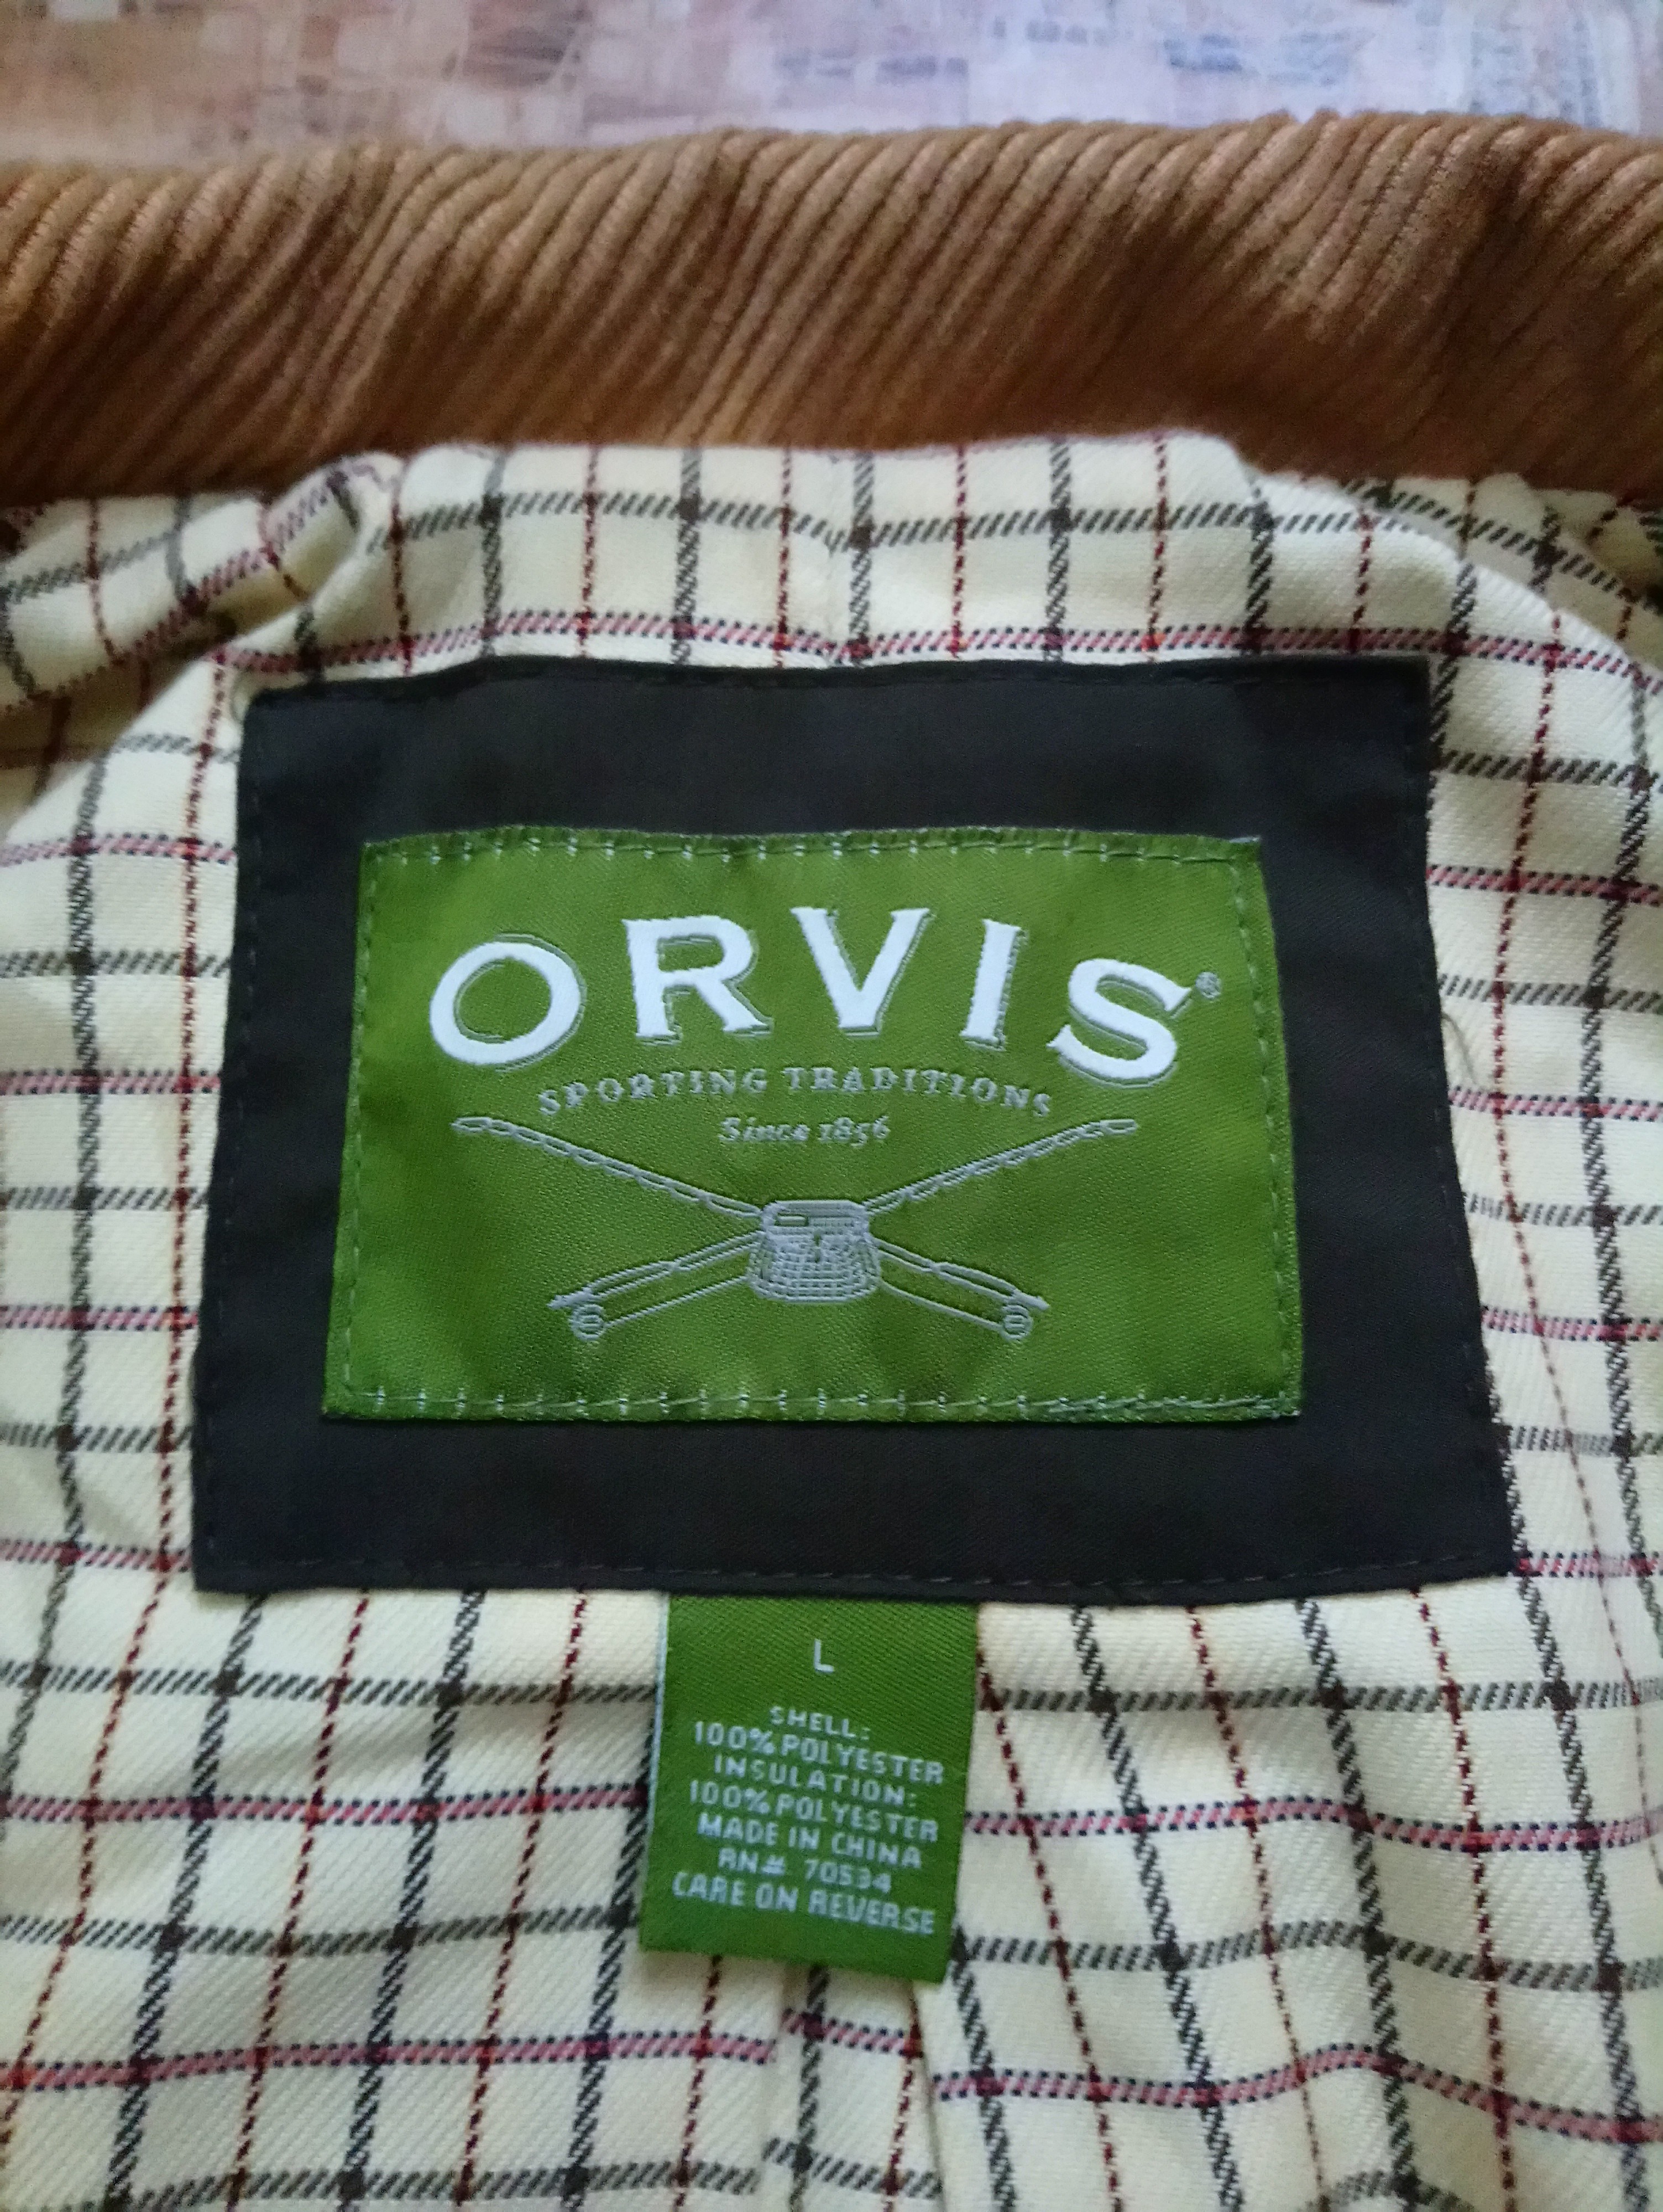 ORVIS®
SPORTING TRADITIONS
Since 1856
L
SHELL:
100% POLYESTER
INSULATION:
100% POLYESTER
MADE IN CHINA
RN# 70534
CARE ON REVERSE